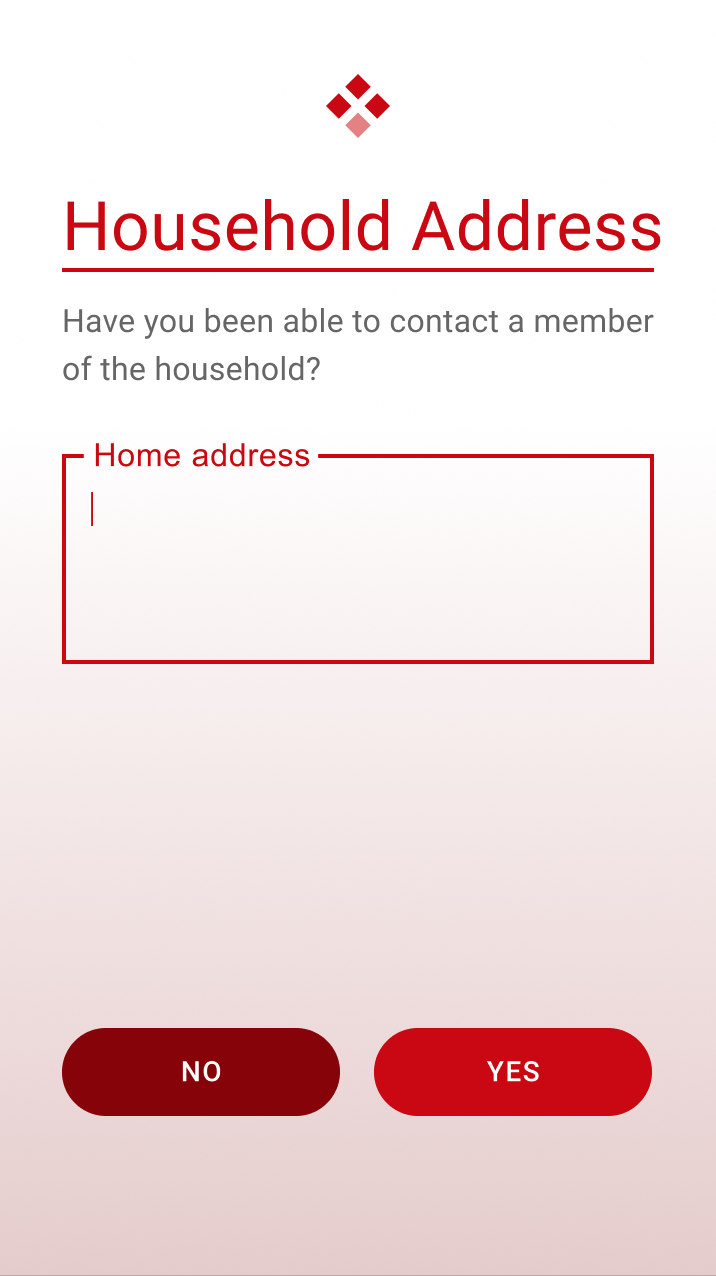 Household Address
Have you been able to contact a member
of the household?
Home address
NO
YES